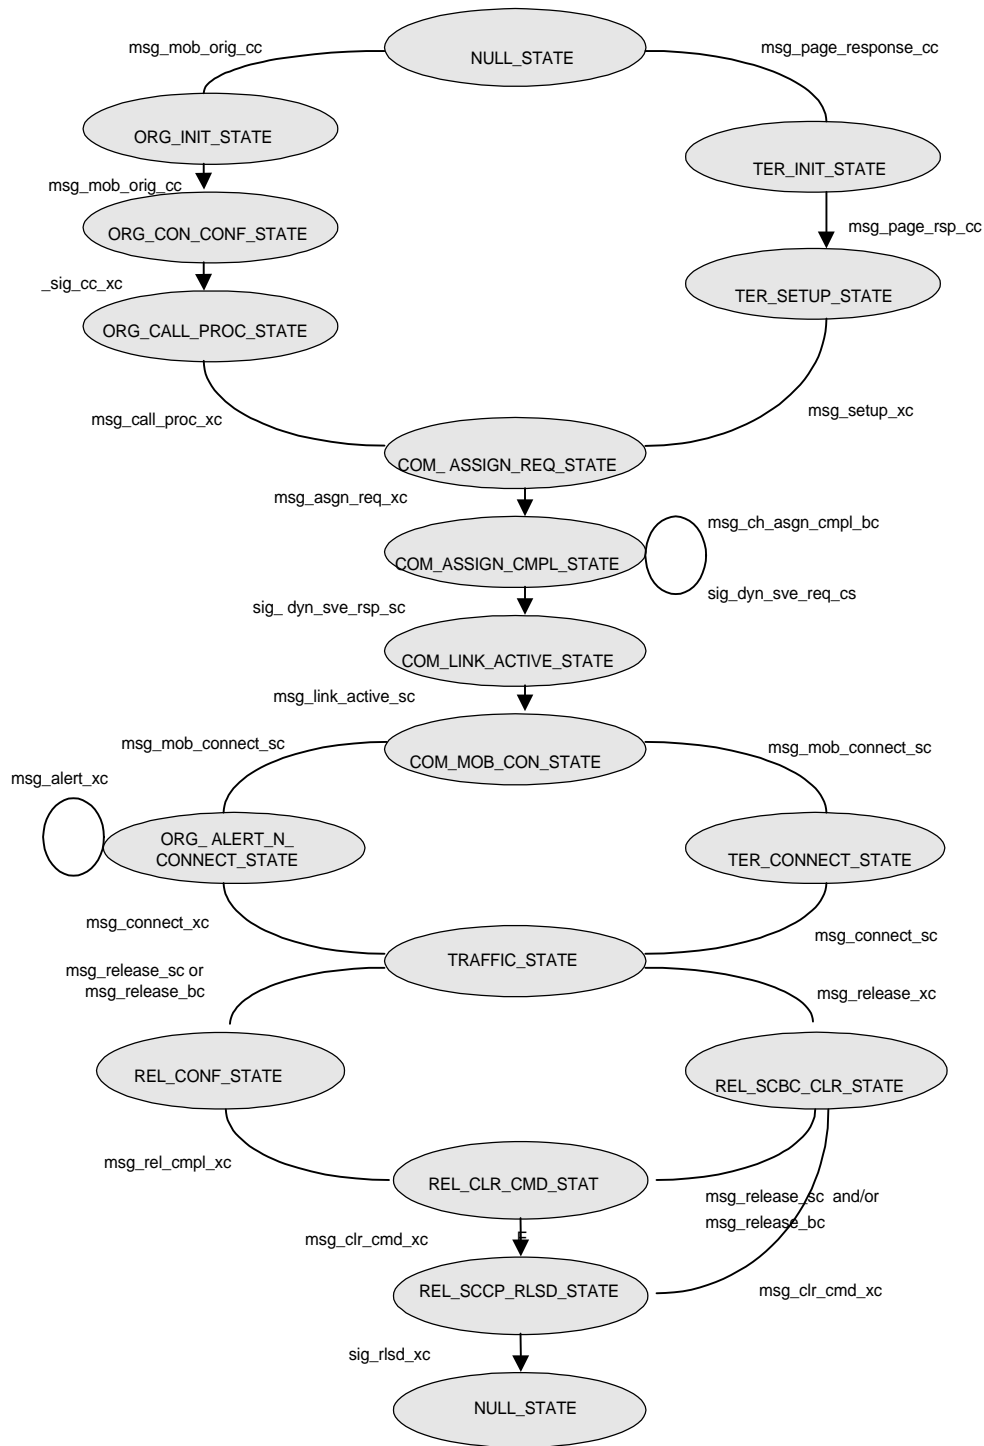 msg_mob_orig_cc
NULL_STATE
msg_page_response_cc
ORG_INIT_STATE
TER_INIT_STATE
msg_mob_orig_cc
ORG_CON_CONF_STATE
msg_page_rsp_cc
_sig_cc_xc
TER_SETUP_STATE
ORG_CALL_PROC_STATE
msg_call_proc_xc
msg_setup_xc
COM_ ASSIGN_REQ_STATE
msg_asgn_req_xc
msg_ch_asgn_cmpl_bc
COM_ASSIGN_CMPL_STATE
sig_dyn_sve_req_cs
sig_ dyn_sve_rsp_sc
COM_LINK_ACTIVE_STATE
msg_link_active_sc
msg_mob_connect_sc
COM_MOB_CON_STATE
msg_mob_connect_sc
msg_alert_xc
ORG_ ALERT_N_
CONNECT_STATE
TER_CONNECT_STATE
msg_connect_xc
msg_connect_sc
TRAFFIC_STATE
msg_release_sc or
msg_release_bc
msg_release_xc
REL_CONF_STATE
REL_SCBC_CLR_STATE
msg_rel_cmpl_xc
REL_CLR_CMD_STAT
E
msg_release_sc and/or
msg_release_bc
msg_clr_cmd_xc
REL_SCCP_RLSD_STATE
msg_clr_cmd_xc
sig_rlsd_xc
NULL_STATE